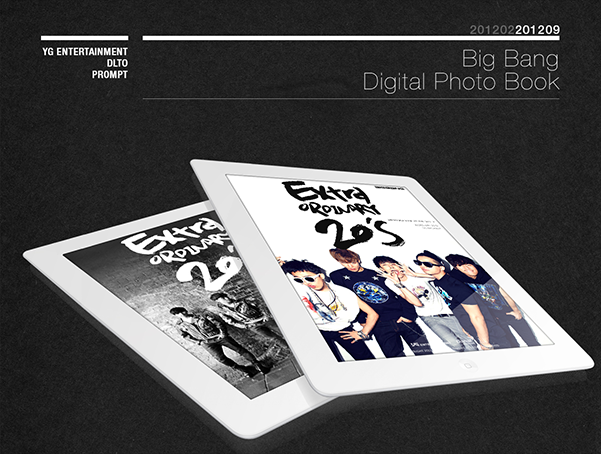 201202201209
YG ENTERTAINMENT
DLTO
PROMPT
Big Bang
Digital Photo Book
Extra
ORDINARY
20'S
Extra
ORDINARY
20'S